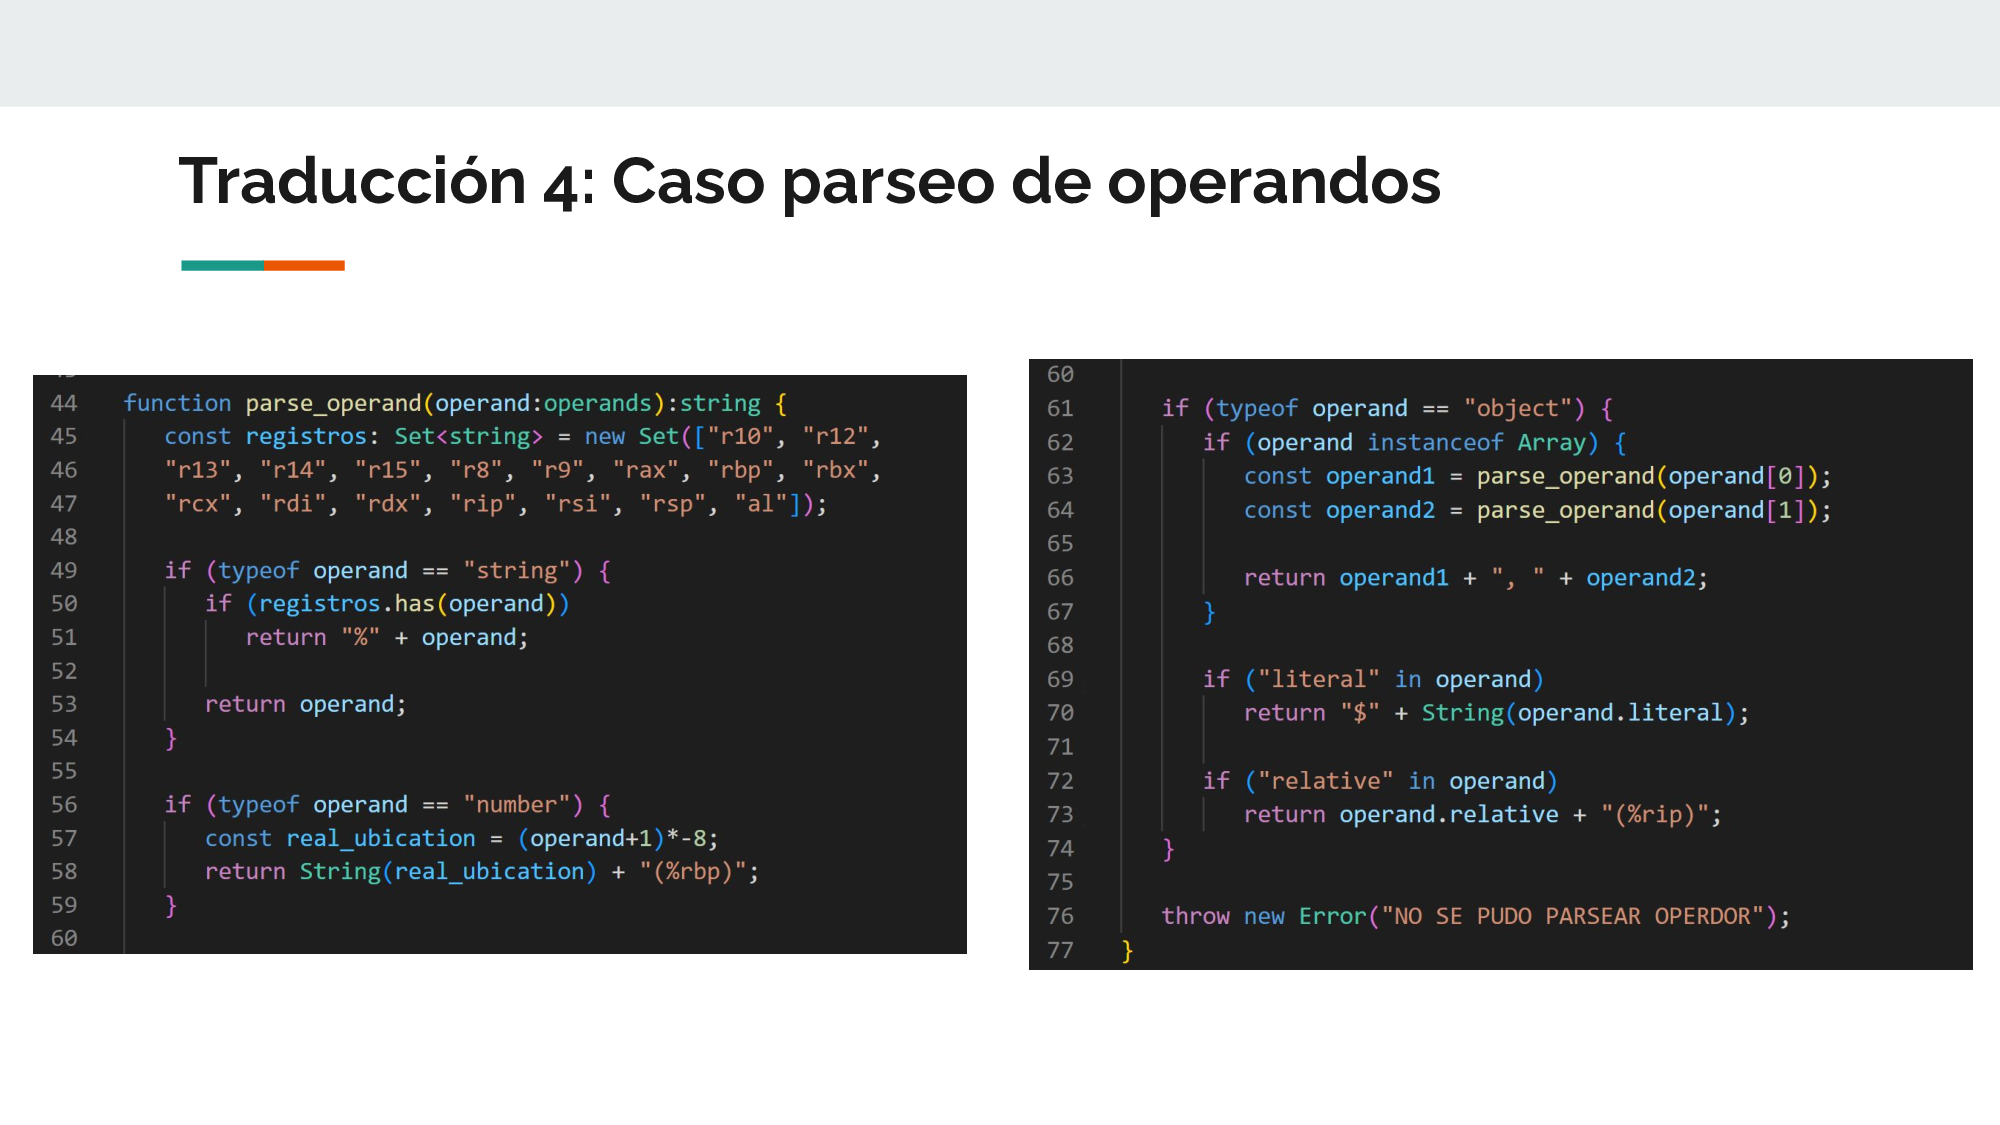 Traducción 4: Caso parseo de operandos
44 function parse_operand(operand:operands):string {
45 const registros: Set<string> = new Set(["r10", "r12",
46 "r13", "r14", "r15", "r8", "r9", "rax", "rbp", "rbx",
47 "rcx", "rdi", "rdx", "rip", "rsi", "rsp", "al"]);
48
49 if (typeof operand == "string") {
50 if (registros.has(operand))
51 return "%" + operand;
52
53 return operand;
54 }
55
56 if (typeof operand == "number") {
57 const real_ubication = (operand+1)*-8;
58 return String(real_ubication) + "(%rbp)";
59 }
60
60
61 if (typeof operand == "object") {
62 if (operand instanceof Array) {
63 const operand1 = parse_operand(operand[0]);
64 const operand2 = parse_operand(operand[1]);
65
66 return operand1 + ", " + operand2;
67 }
68
69 if ("literal" in operand)
70 return "$" + String(operand.literal);
71
72 if ("relative" in operand)
73 return operand.relative + "(%rip)";
74 }
75
76 throw new Error("NO SE PUDO PARSEAR OPERDOR");
77 }